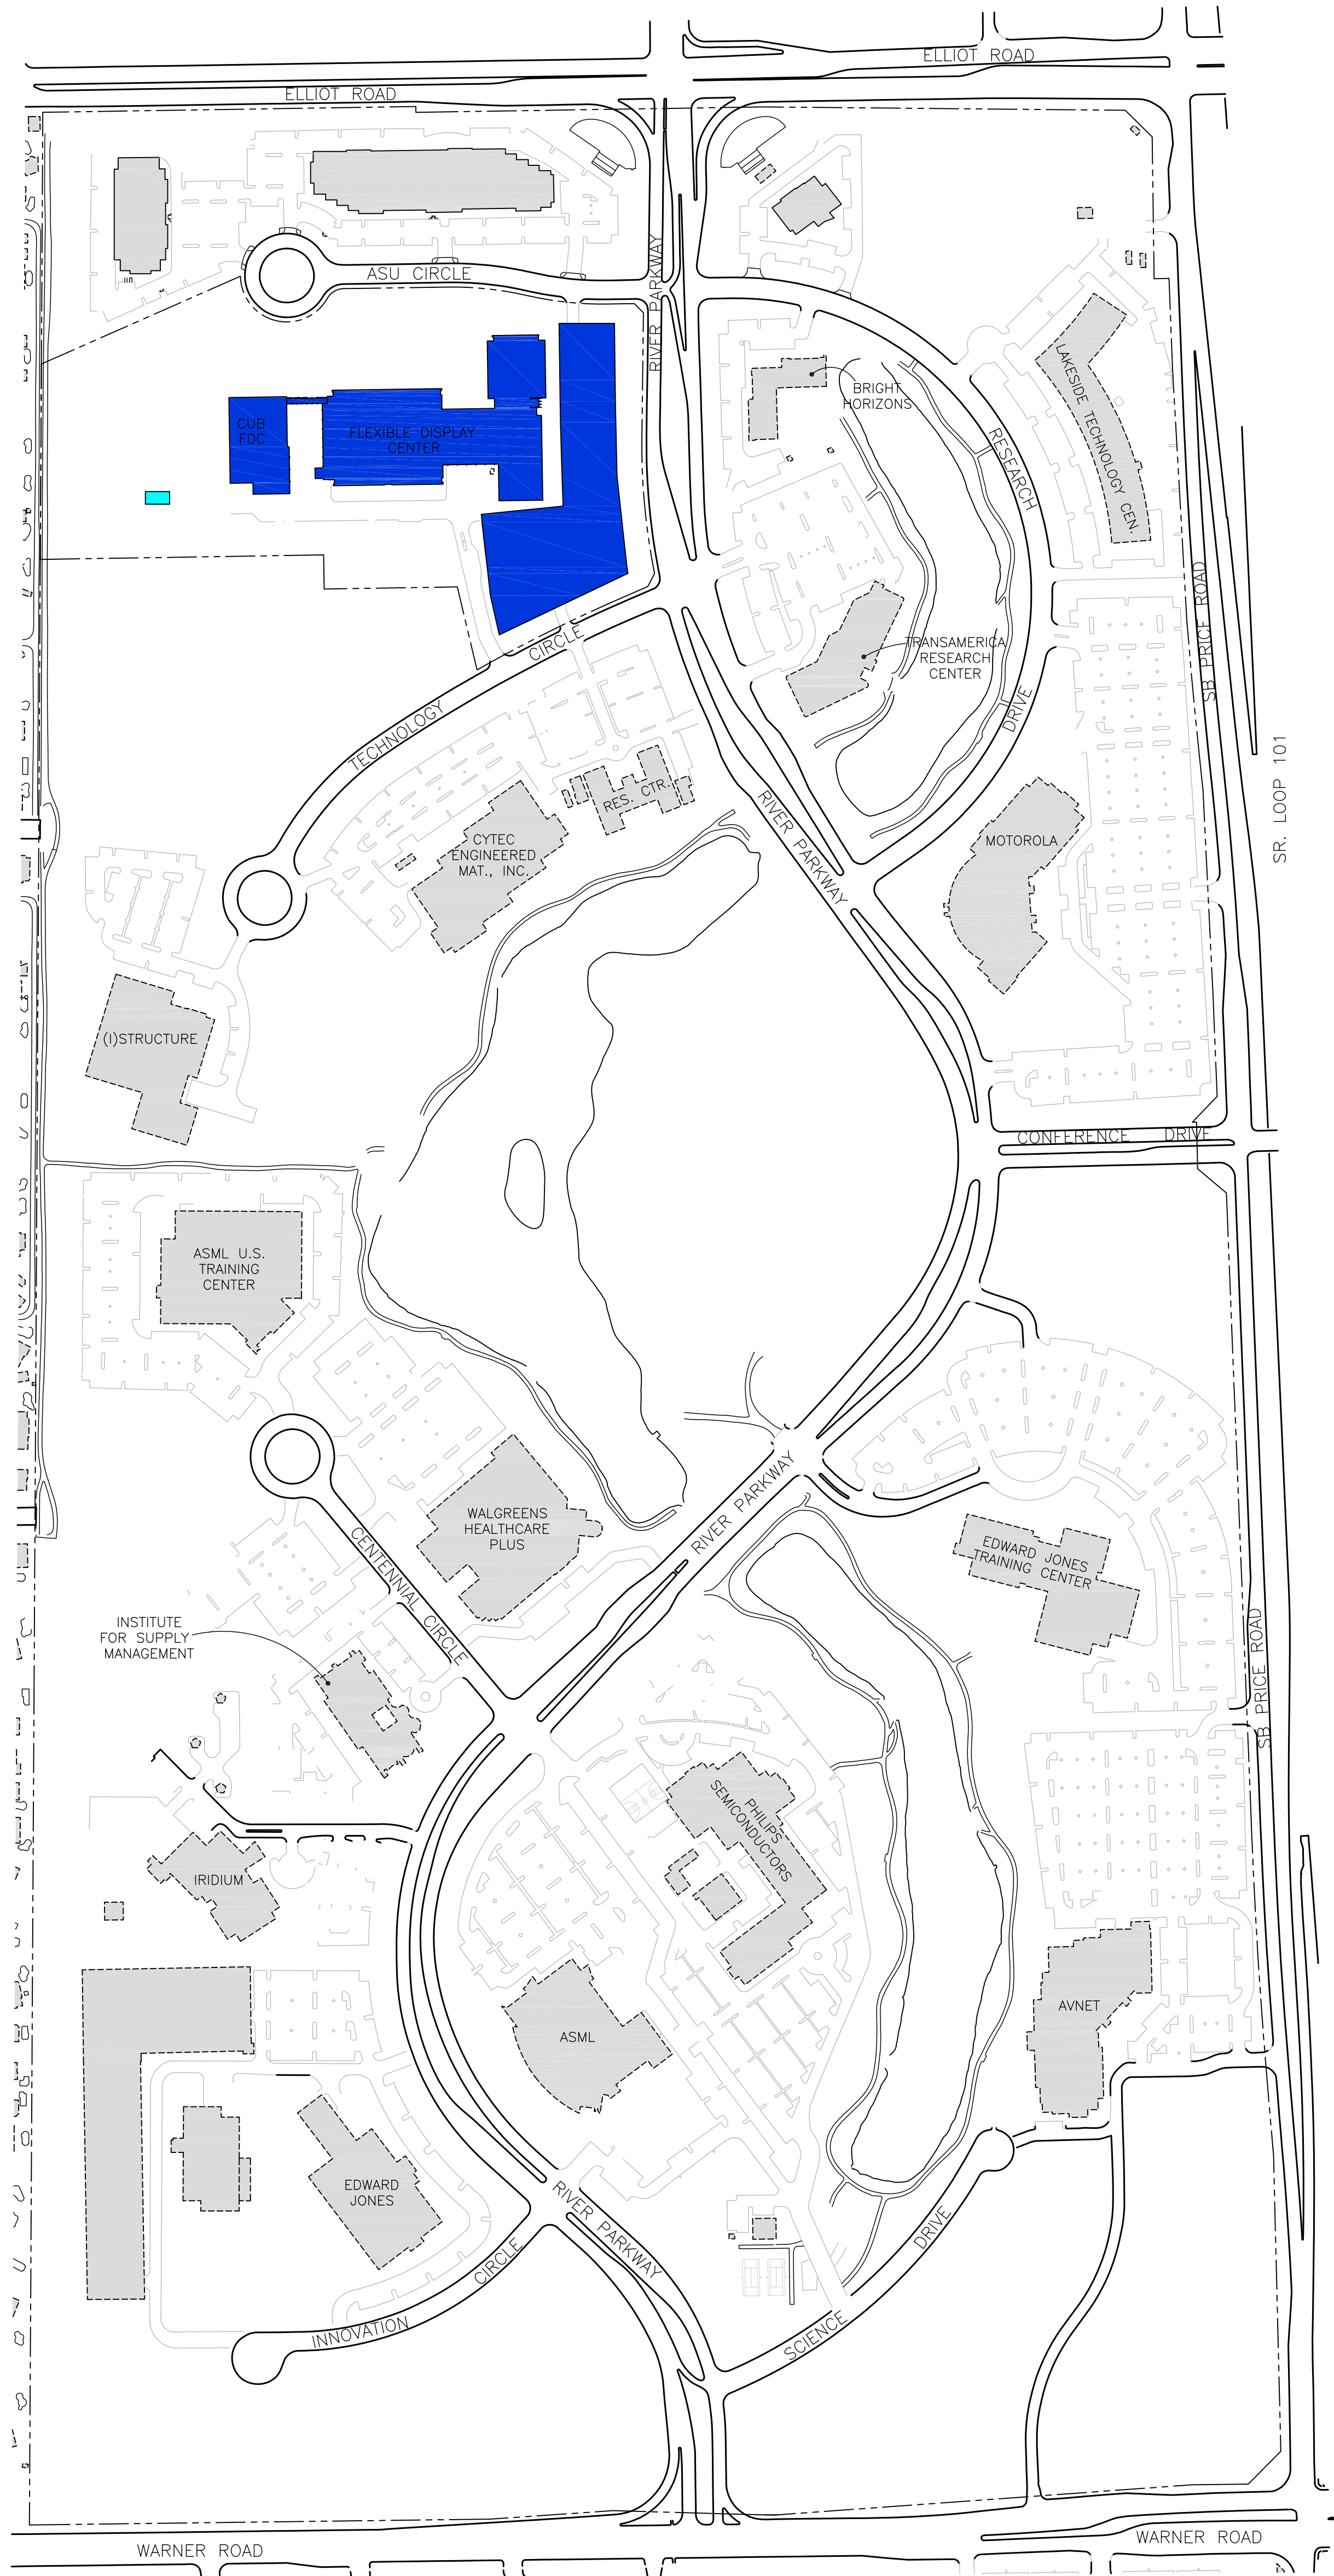 ELLIOT ROAD
ELLIOT ROAD
RIVER PARKWAY
ASU CIRCLE
BRIGHT
HORIZONS
LAKESIDE TECHNOLOGY CEN.
CUB
FDC
FLEXIBLE DISPLAY
CENTER
RESEARCH
SB PRICE ROAD
TRANSAMERICA
RESEARCH
CENTER
CIRCLE
TECHNOLOGY
DRIVE
SR. LOOP 101
RES. CTR.
RIVER PARKWAY
CYTEC
ENGINEERED
MAT., INC.
MOTOROLA
(I)STRUCTURE
CONFERENCE DRIVE
ASML U.S.
TRAINING
CENTER
RIVER PARKWAY
WALGREENS
HEALTHCARE
PLUS
CENTENNIAL CIRCLE
EDWARD JONES
TRAINING CENTER
INSTITUTE
FOR SUPPLY
MANAGEMENT
SB PRICE ROAD
PHILIPS
SEMICONDUCTORS
IRIDIUM
AVNET
ASML
EDWARD
JONES
RIVER PARKWAY
DRIVE
CIRCLE
INNOVATION
SCIENCE
WARNER ROAD
WARNER ROAD